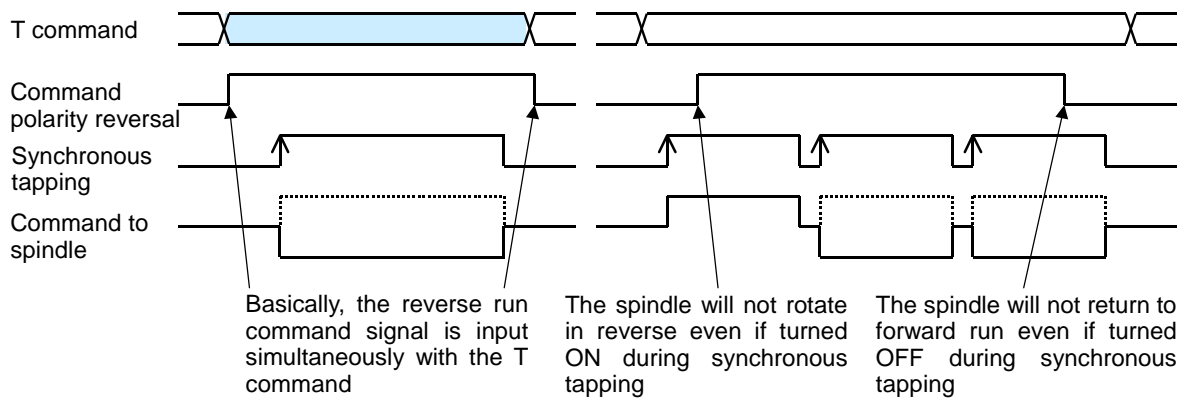 T command
Command
polarity reversal
Synchronous
tapping
Command to
spindle
Basically, the reverse run
command signal is input
simultaneously with the T
command
The spindle will not rotate
in reverse even if turned
ON during synchronous
tapping
The spindle will not return to
forward run even if turned
OFF during synchronous
tapping